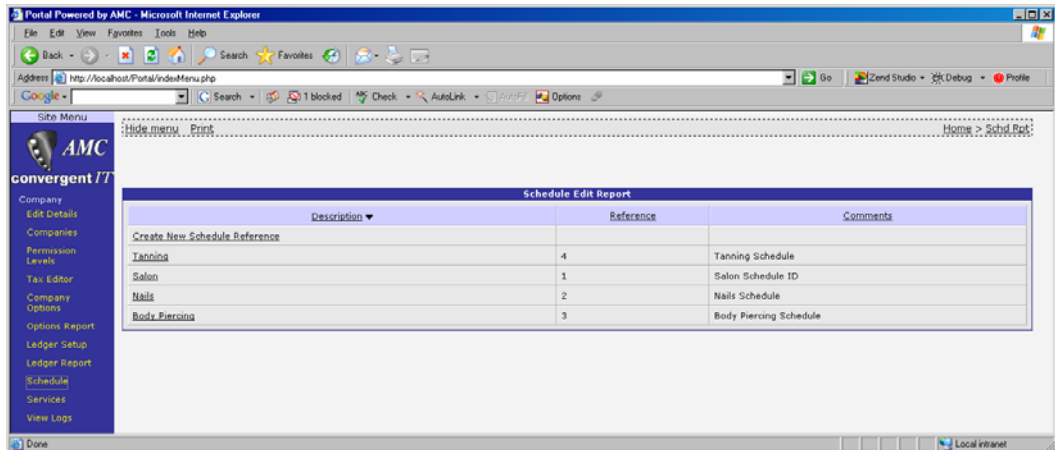 Portal Powered by AMC - Microsoft Internet Explorer
File Edit View Favorites Tools Help
Back Search Favorites
Address http://localhost/Portal/indexMenu.php Go Zend Studio Debug Profile
Google Search 1 blocked Check AutoLink AutoFill Options
Site Menu
Hide menu Print Home > Schd Rpt
AMC
convergent IT
Schedule Edit Report
Description Reference Comments
Create New Schedule Reference
Tanning 4 Tanning Schedule
Salon 1 Salon Schedule ID
Nails 2 Nails Schedule
Body Piercing 3 Body Piercing Schedule
Company
Edit Details
Companies
Permission
Levels
Tax Editor
Company
Options
Options Report
Ledger Setup
Ledger Report
Schedule
Services
View Logs
Done Local intranet